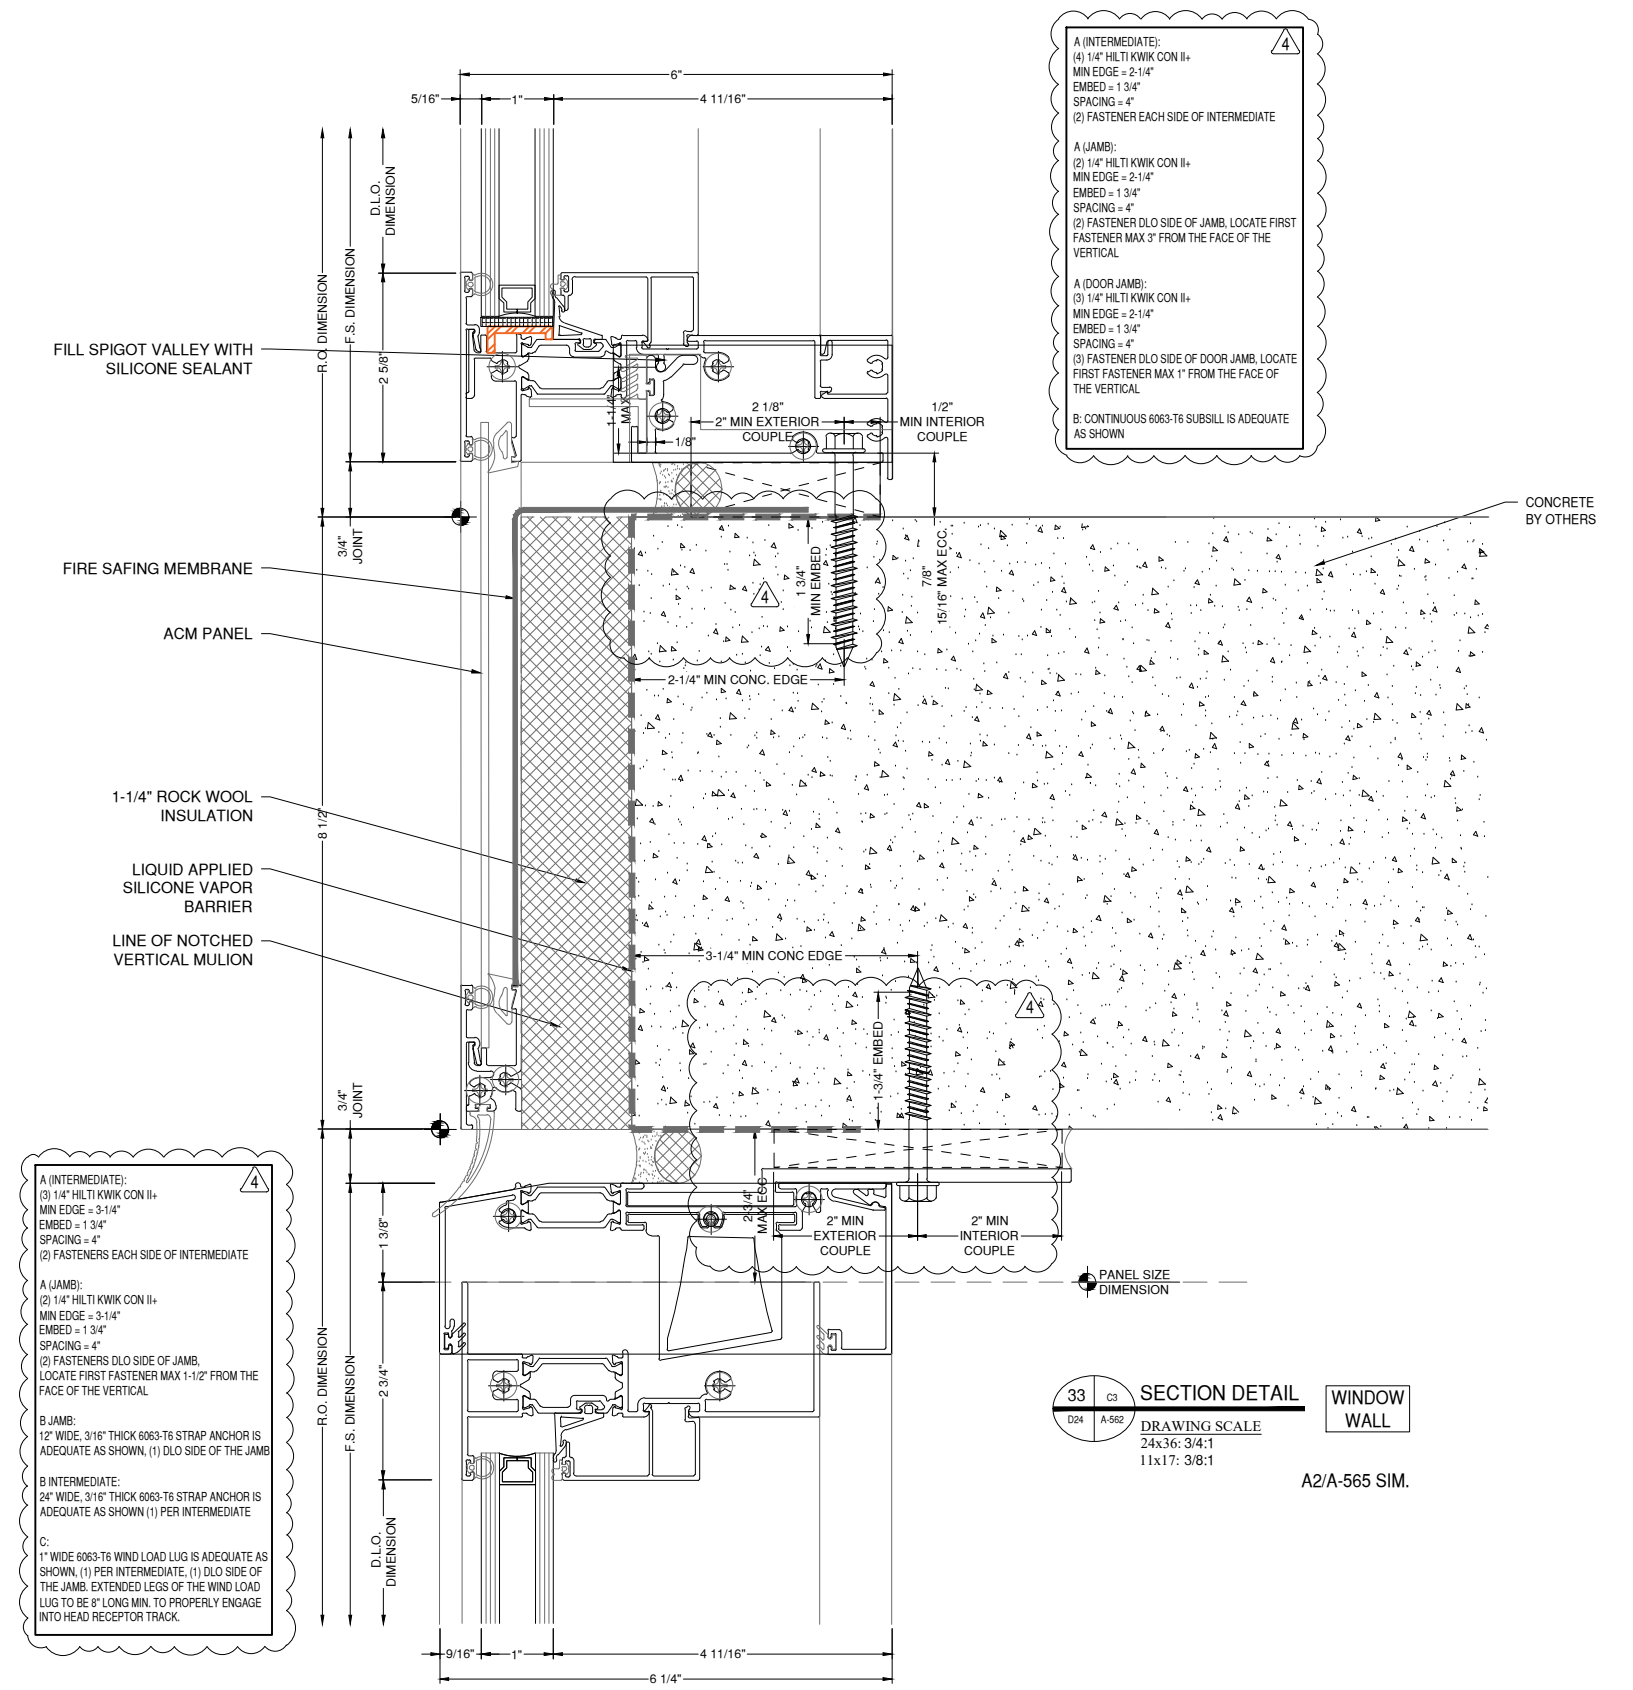 6"
5/16"
1"
4 11/16"
R.O. DIMENSION
F.S. DIMENSION
D.L.O.
DIMENSION
2 5/8"
FILL SPIGOT VALLEY WITH
SILICONE SEALANT
1-1/4"
MAX
1/8"
2 1/8"
2" MIN EXTERIOR
COUPLE
1/2"
MIN INTERIOR
COUPLE
3/4"
JOINT
FIRE SAFING MEMBRANE
ACM PANEL
1-1/4" ROCK WOOL
INSULATION
8 1/2"
LIQUID APPLIED
SILICONE VAPOR
BARRIER
LINE OF NOTCHED
VERTICAL MULION
1 3/4"
MIN EMBED
4
7/8"
15/16" MAX ECC.
2-1/4" MIN CONC. EDGE
CONCRETE
BY OTHERS
3-1/4" MIN CONC EDGE
1-3/4" EMBED
4
3/4"
JOINT
2-3/4"
MAX ECC
2" MIN
EXTERIOR
COUPLE
2" MIN
INTERIOR
COUPLE
1 3/8"
PANEL SIZE
DIMENSION
2 3/4"
R.O. DIMENSION
F.S. DIMENSION
D.L.O.
DIMENSION
9/16"
1"
4 11/16"
6 1/4"
4
A (INTERMEDIATE):
(4) 1/4" HILTI KWIK CON II+
MIN EDGE = 2-1/4"
EMBED = 1 3/4"
SPACING = 4"
(2) FASTENER EACH SIDE OF INTERMEDIATE
A (JAMB):
(2) 1/4" HILTI KWIK CON II+
MIN EDGE = 2-1/4"
EMBED = 1 3/4"
SPACING = 4"
(2) FASTENER DLO SIDE OF JAMB, LOCATE FIRST
FASTENER MAX 3" FROM THE FACE OF THE
VERTICAL
A (DOOR JAMB):
(3) 1/4" HILTI KWIK CON II+
MIN EDGE = 2-1/4"
EMBED = 1 3/4"
SPACING = 4"
(3) FASTENER DLO SIDE OF DOOR JAMB, LOCATE
FIRST FASTENER MAX 1" FROM THE FACE OF
THE VERTICAL
B: CONTINUOUS 6063-T6 SUBSILL IS ADEQUATE
AS SHOWN
4
A (INTERMEDIATE):
(3) 1/4" HILTI KWIK CON II+
MIN EDGE = 3-1/4"
EMBED = 1 3/4"
SPACING = 4"
(2) FASTENERS EACH SIDE OF INTERMEDIATE
A (JAMB):
(2) 1/4" HILTI KWIK CON II+
MIN EDGE = 3-1/4"
EMBED = 1 3/4"
SPACING = 4"
(2) FASTENERS DLO SIDE OF JAMB,
LOCATE FIRST FASTENER MAX 1-1/2" FROM THE
FACE OF THE VERTICAL
B JAMB:
12" WIDE, 3/16" THICK 6063-T6 STRAP ANCHOR IS
ADEQUATE AS SHOWN, (1) DLO SIDE OF THE JAMB
B INTERMEDIATE:
24" WIDE, 3/16" THICK 6063-T6 STRAP ANCHOR IS
ADEQUATE AS SHOWN (1) PER INTERMEDIATE
C:
1" WIDE 6063-T6 WIND LOAD LUG IS ADEQUATE AS
SHOWN, (1) PER INTERMEDIATE, (1) DLO SIDE OF
THE JAMB. EXTENDED LEGS OF THE WIND LOAD
LUG TO BE 8" LONG MIN. TO PROPERLY ENGAGE
INTO HEAD RECEPTOR TRACK.
33
C3
D24
A-562
SECTION DETAIL
DRAWING SCALE
24x36: 3/4:1
11x17: 3/8:1
WINDOW
WALL
A2/A-565 SIM.